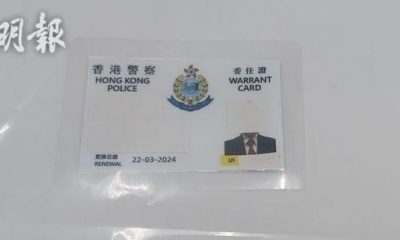 明報
香港警察
HONG KONG
POLICE
委任證
WARRANT
CARD
更換日期
RENEWAL
22-03-2024